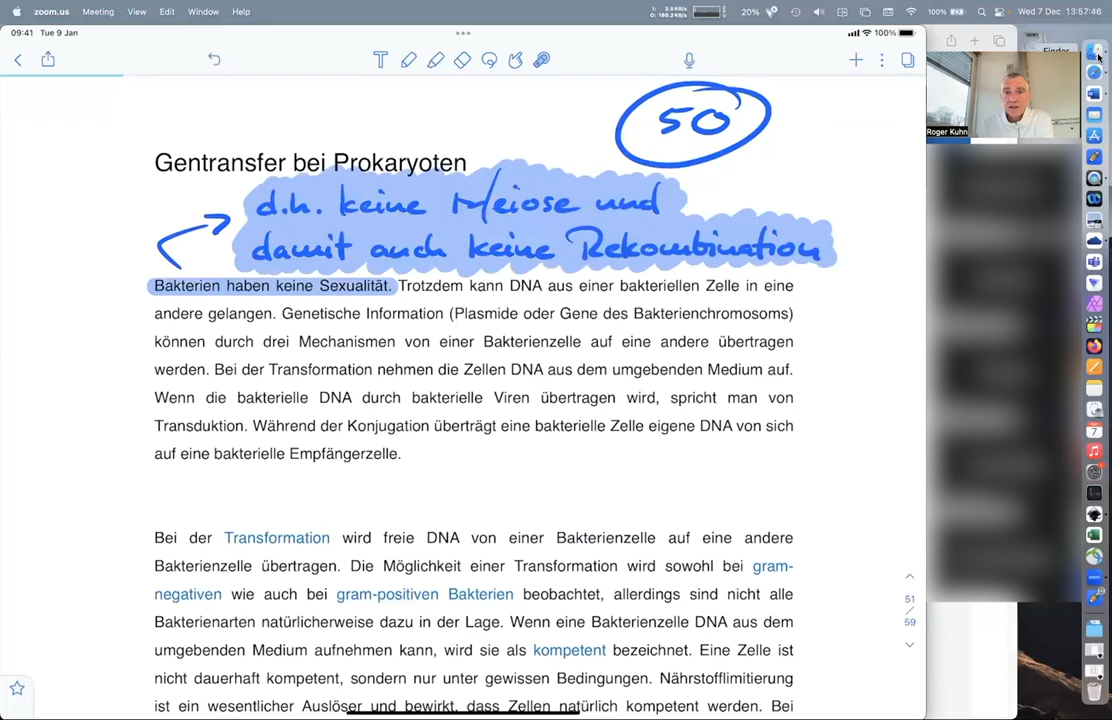 zoom.us Meeting View Edit Window Help
20% 100% Wed 7 Dec 13:57:46
09:41 Tue 9 Jan
100%
50
Gentransfer bei Prokaryoten
d.h. keine Meiose und
damit auch keine Rekombination
Bakterien haben keine Sexualität. Trotzdem kann DNA aus einer bakteriellen Zelle in eine
andere gelangen. Genetische Information (Plasmide oder Gene des Bakterienchromosoms)
können durch drei Mechanismen von einer Bakterienzelle auf eine andere übertragen
werden. Bei der Transformation nehmen die Zellen DNA aus dem umgebenden Medium auf.
Wenn die bakterielle DNA durch bakterielle Viren übertragen wird, spricht man von
Transduktion. Während der Konjugation überträgt eine bakterielle Zelle eigene DNA von sich
auf eine bakterielle Empfängerzelle.
Bei der Transformation wird freie DNA von einer Bakterienzelle auf eine andere
Bakterienzelle übertragen. Die Möglichkeit einer Transformation wird sowohl bei gram-
negativen wie auch bei gram-positiven Bakterien beobachtet, allerdings sind nicht alle
Bakterienarten natürlicherweise dazu in der Lage. Wenn eine Bakterienzelle DNA aus dem
umgebenden Medium aufnehmen kann, wird sie als kompetent bezeichnet. Eine Zelle ist
nicht dauerhaft kompetent, sondern nur unter gewissen Bedingungen. Nährstofflimitierung
ist ein wesentlicher Auslöser und bewirkt, dass Zellen natürlich kompetent werden. Bei
51
/
59
Finder
Roger Kuhn